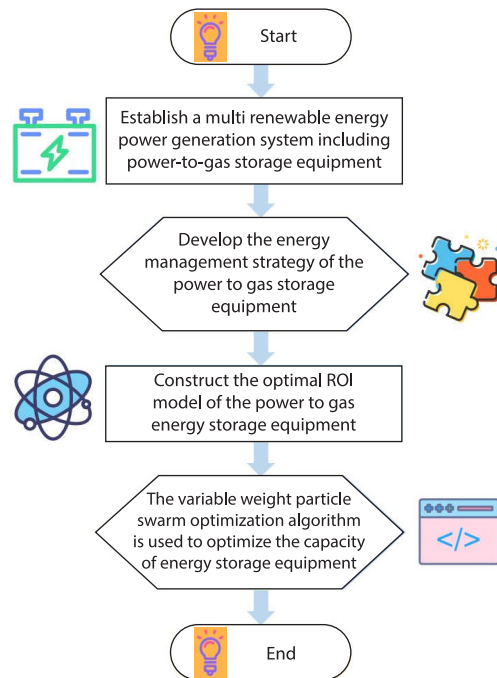 Start
Establish a multi renewable energy
power generation system including
power-to-gas storage equipment
Develop the energy
management strategy of the
power to gas storage
equipment
Construct the optimal ROI
model of the power to gas
energy storage equipment
The variable weight particle
swarm optimization algorithm
is used to optimize the capacity
of energy storage equipment
</>
End